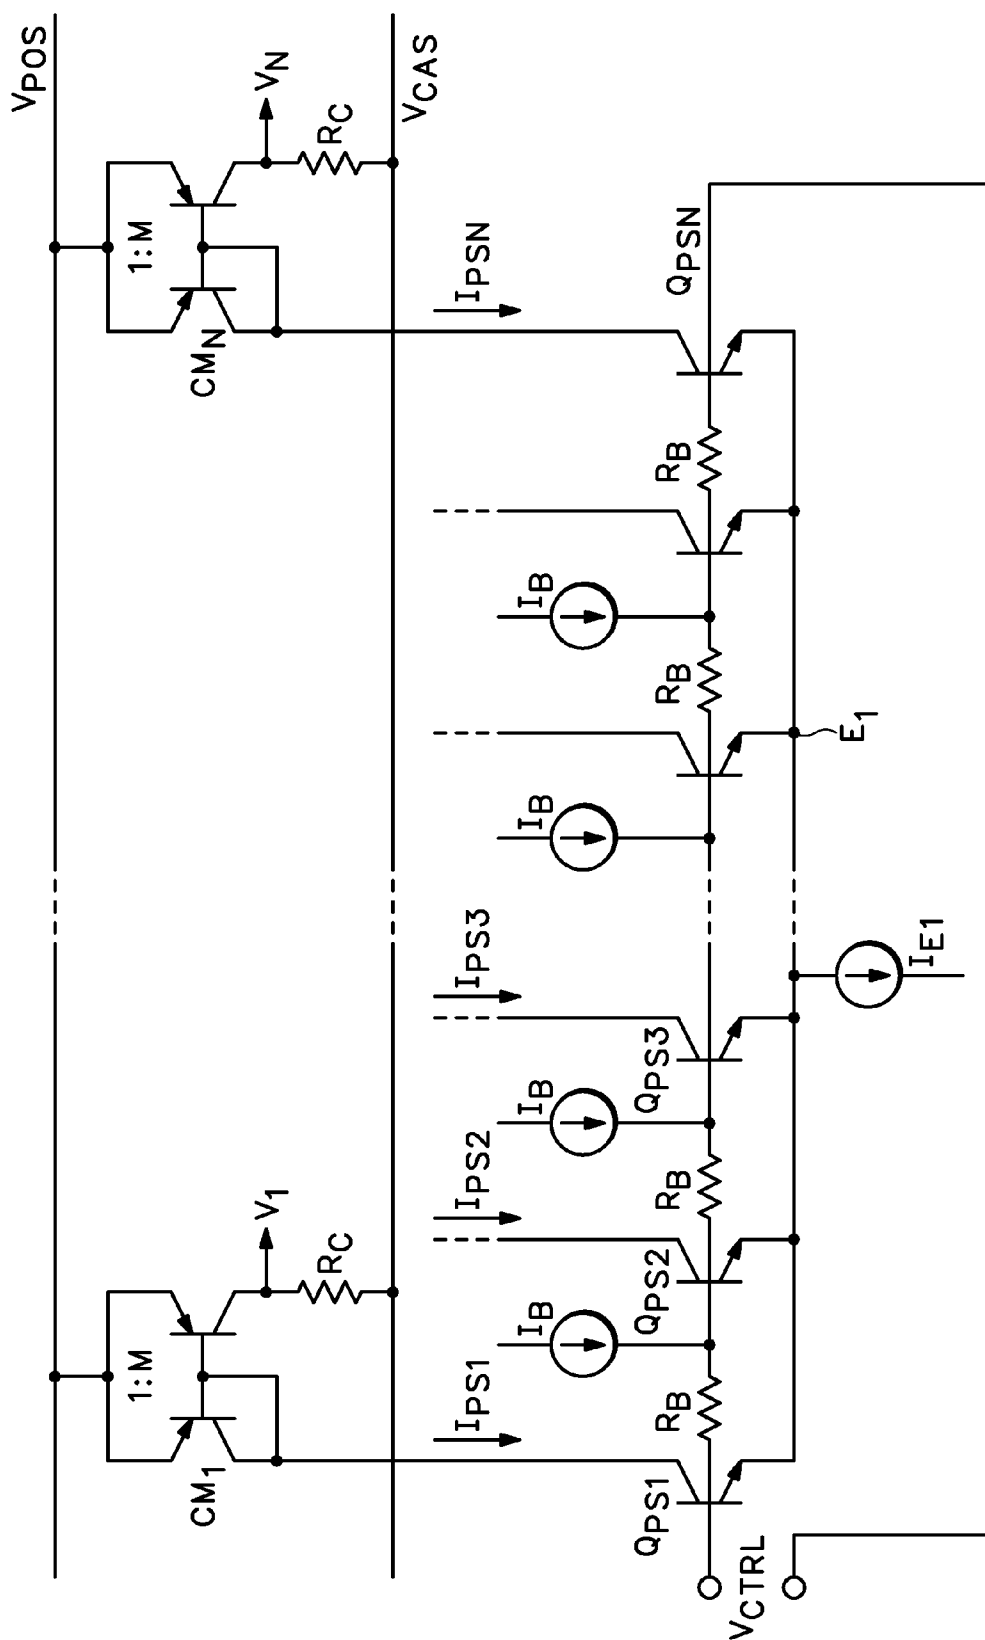 VPOS
1:M
1:M
CM1
CMN
V1
VN
RC
RC
VCAS
IPS1
IPS2
IPS3
IPSN
IB
IB
IB
IB
QPS1
QPS2
QPS3
QPSN
RB
RB
RB
RB
VCTRL
E1
IE1